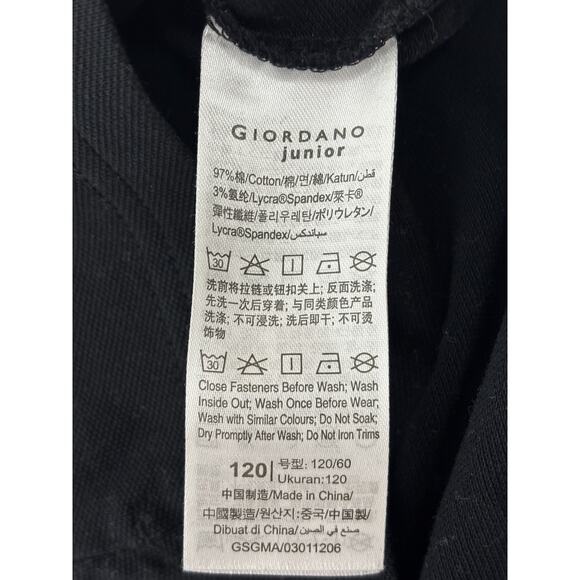 GIORDANO
junior
97%棉/Cotton/棉/면/綿/Katun/قطن
3%氨纶/Lycra®Spandex/萊卡®
彈性纖維/폴리우레탄/ポリウレタン/
Lycra®Spandex/سباندكس
30
洗前将拉链或钮扣关上; 反面洗涤;
先洗一次后穿着; 与同类颜色产品
洗涤; 不可浸洗; 洗后即干; 不可烫
饰物
30
Close Fasteners Before Wash; Wash
Inside Out; Wash Once Before Wear;
Wash with Similar Colours; Do Not Soak;
Dry Promptly After Wash; Do Not Iron Trims
120 | 号型: 120/60
Ukuran: 120
中国制造/Made in China/
中國製造/원산지:중국/中国製/
Dibuat di China/صنع في الصين
GSGMA/03011206